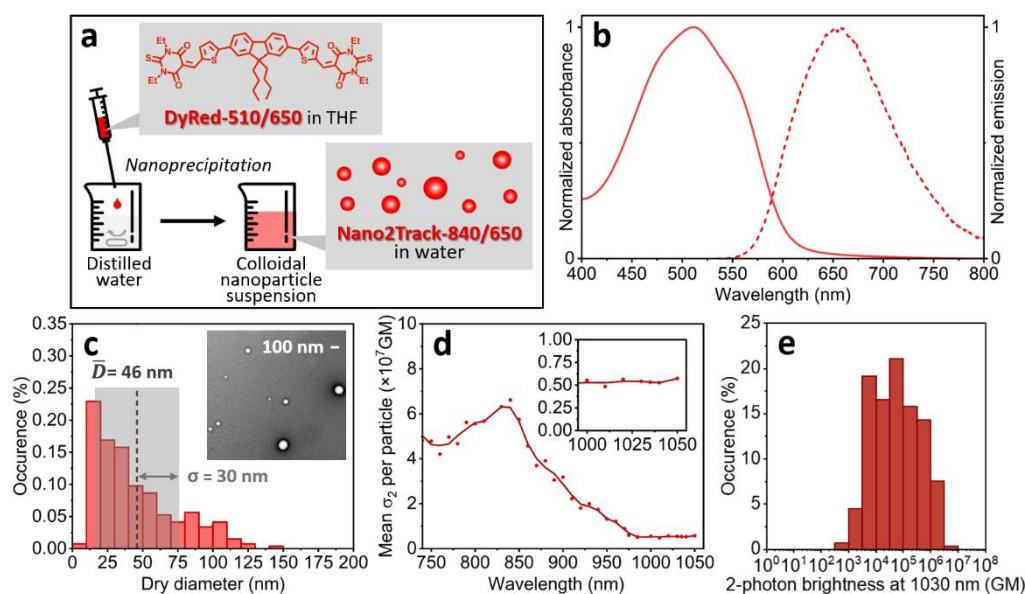 a
N-Et
O
O
Et-N
S
N
Et
O
S
S
O
N
Et
S
DyRed-510/650 in THF
Nanoprecipitation
Nano2Track-840/650
in water
Distilled
water
Colloidal
nanoparticle
suspension
b
Normalized absorbance
1
0
Normalized emission
1
0
400 450 500 550 600 650 700 750 800
Wavelength (nm)
c
Occurence (%)
0.35
0.30
0.25
0.20
0.15
0.10
0.05
0.00
D̅ = 46 nm
σ = 30 nm
100 nm
0 25 50 75 100 125 150 175 200
Dry diameter (nm)
d
Mean σ2 per particle (×10⁷GM)
10
8
6
4
2
0
1.00
0.75
0.50
0.25
0.00
1000 1025 1050
750 800 850 900 950 1000 1050
Wavelength (nm)
e
Occurence (%)
25
20
15
10
5
0
10⁰ 10¹ 10² 10³ 10⁴ 10⁵ 10⁶ 10⁷ 10⁸
2-photon brightness at 1030 nm (GM)